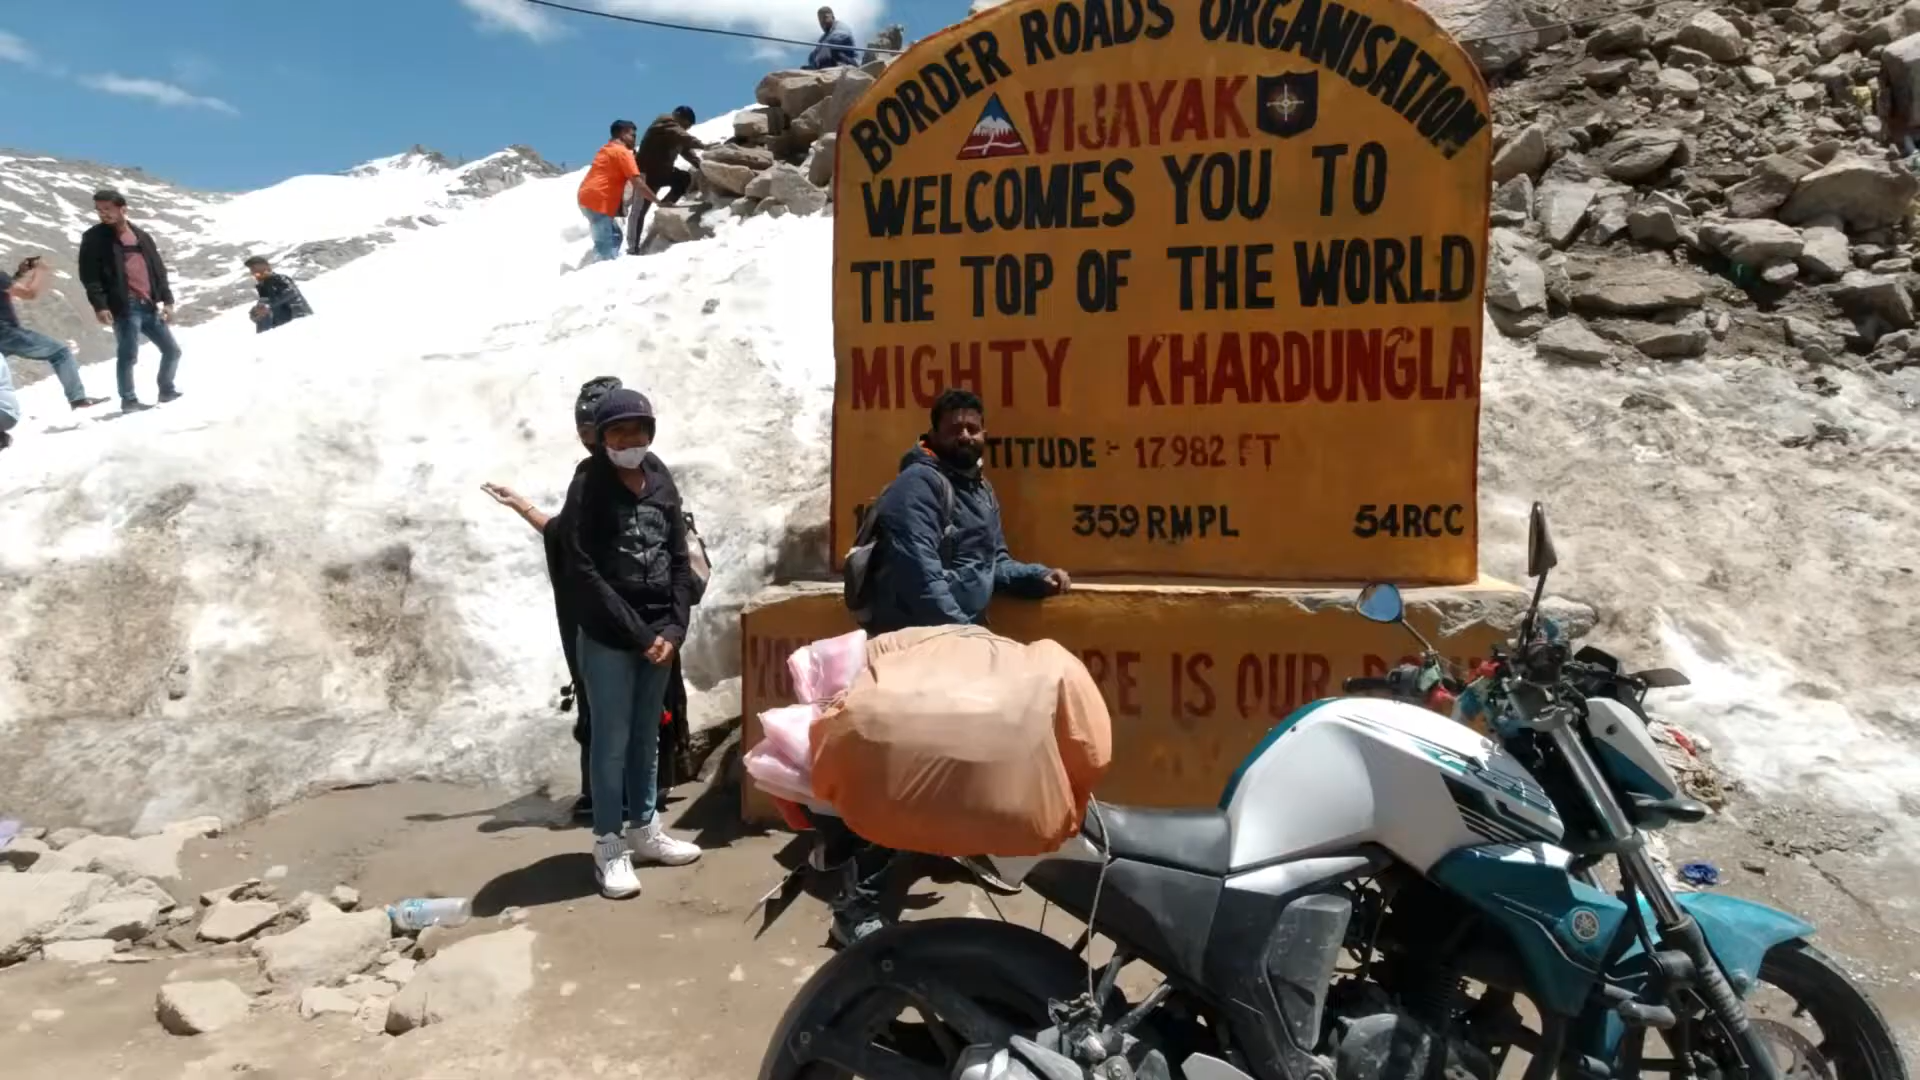 BORDER ROADS ORGANISATION
VIJAYAK
WELCOMES YOU TO
THE TOP OF THE WORLD
MIGHTY KHARDUNGLA
TITUDE :- 17982 FT
359 RMPL 54RCC
IS OUR